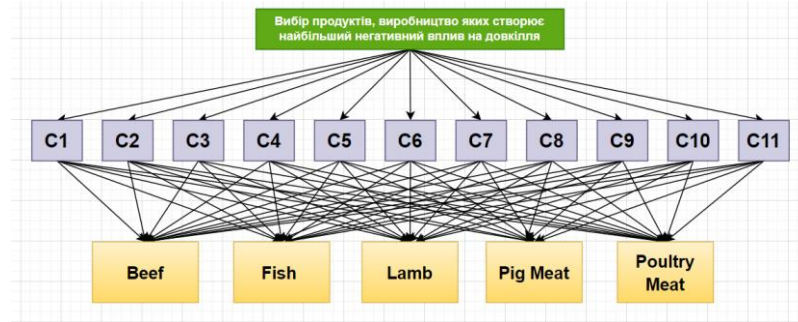 Вибір продуктів, виробництво яких створює
найбільший негативний вплив на довкілля
C1 C2 C3 C4 C5 C6 C7 C8 C9 C10 C11
Beef Fish Lamb Pig Meat Poultry
Meat